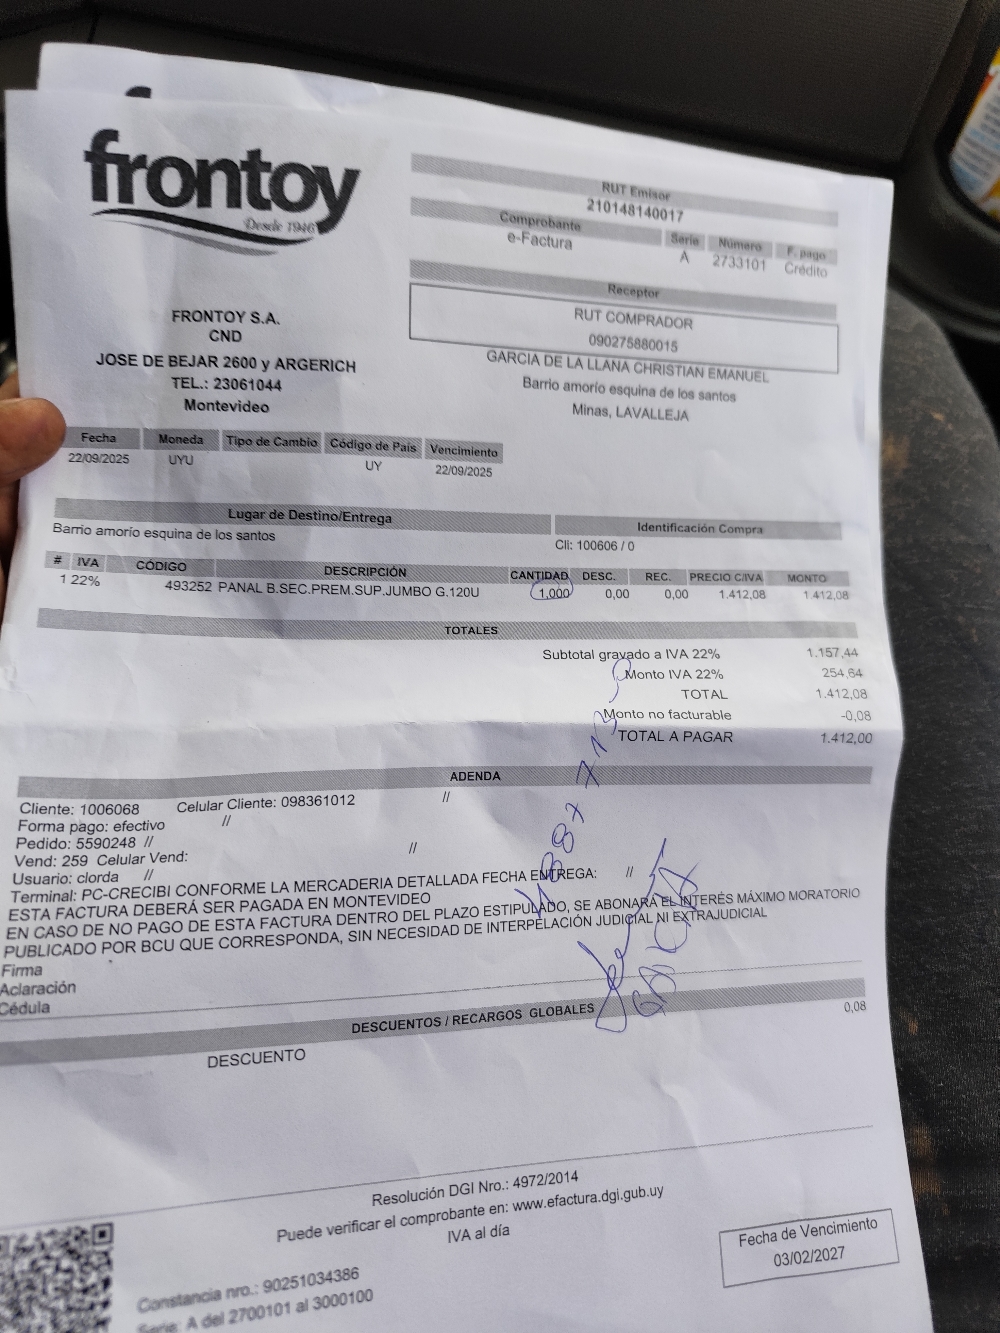 frontoy
Desde 1946
RUT Emisor
210148140017
Comprobante Serie Número F. pago
e-Factura A 2733101 Crédito
Receptor
RUT COMPRADOR
090275880015
GARCIA DE LA LLANA CHRISTIAN EMANUEL
Barrio amorío esquina de los santos
Minas, LAVALLEJA
FRONTOY S.A.
CND
JOSE DE BEJAR 2600 y ARGERICH
TEL.: 23061044
Montevideo
Fecha Moneda Tipo de Cambio Código de País Vencimiento
22/09/2025 UYU UY 22/09/2025
Lugar de Destino/Entrega Identificación Compra
Barrio amorío esquina de los santos Cli: 100606 / 0
# IVA CÓDIGO DESCRIPCIÓN CANTIDAD DESC. REC. PRECIO C/IVA MONTO
1 22% 493252 PANAL B.SEC.PREM.SUP.JUMBO G.120U 1,000 0,00 0,00 1.412,08 1.412,08
TOTALES
Subtotal gravado a IVA 22% 1.157,44
Monto IVA 22% 254,64
TOTAL 1.412,08
Monto no facturable -0,08
TOTAL A PAGAR 1.412,00
ADENDA
Cliente: 1006068 Celular Cliente: 098361012 //
Forma pago: efectivo //
Pedido: 5590248 //
Vend: 259 Celular Vend: //
Usuario: clorda //
Terminal: PC-CRECIBI CONFORME LA MERCADERIA DETALLADA FECHA ENTREGA: //
ESTA FACTURA DEBERÁ SER PAGADA EN MONTEVIDEO
EN CASO DE NO PAGO DE ESTA FACTURA DENTRO DEL PLAZO ESTIPULADO, SE ABONARÁ EL INTERÉS MÁXIMO MORATORIO
PUBLICADO POR BCU QUE CORRESPONDA, SIN NECESIDAD DE INTERPELACIÓN JUDICIAL NI EXTRAJUDICIAL
Firma
Aclaración
Cédula
DESCUENTOS / RECARGOS GLOBALES
DESCUENTO 0,08
Resolución DGI Nro.: 4972/2014
Puede verificar el comprobante en: www.efactura.dgi.gub.uy
IVA al día
Fecha de Vencimiento
03/02/2027
Constancia nro.: 90251034386
Serie: A del 2700101 al 3000100